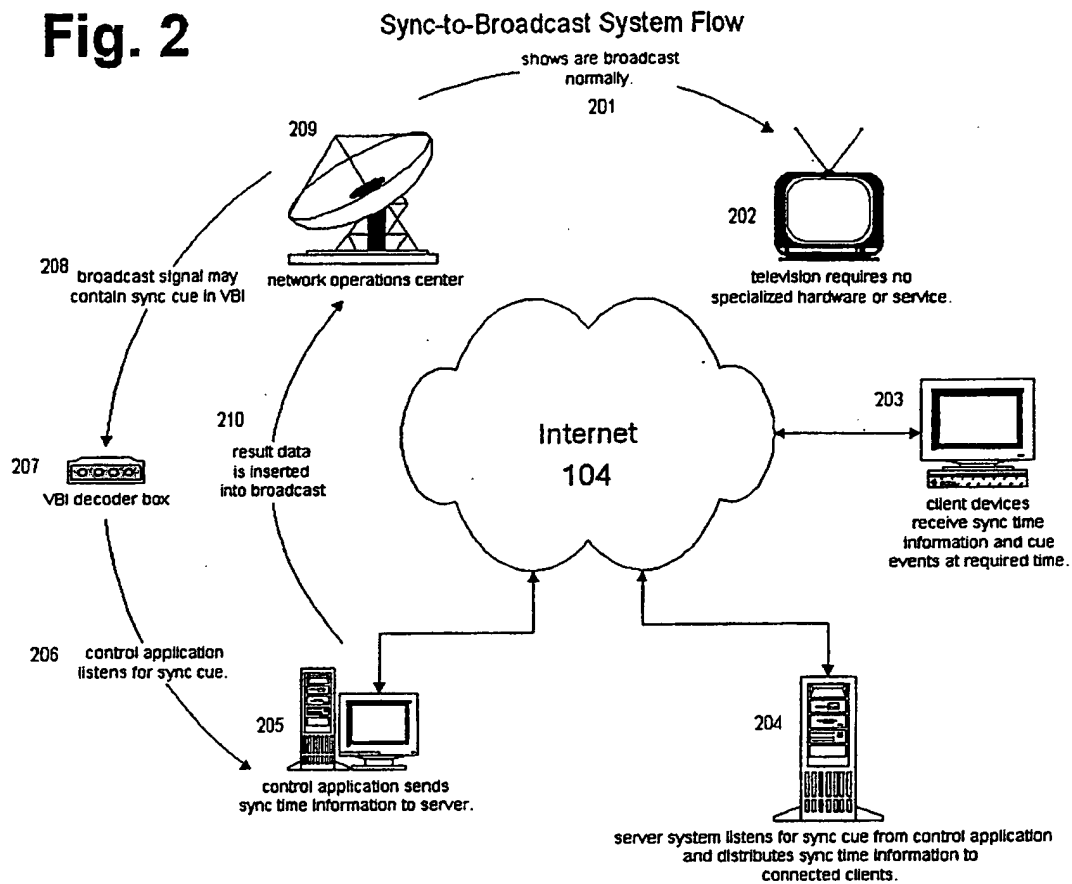 Fig. 2
Sync-to-Broadcast System Flow
shows are broadcast
normally.
201
209
202
208
broadcast signal may
contain sync cue in VBI
network operations center
television requires no
specialized hardware or service.
210
result data
is inserted
into broadcast
Internet
104
203
207
VBI decoder box
client devices
receive sync time
information and cue
events at required time.
206
control application
listens for sync cue.
205
204
control application sends
sync time information to server.
server system listens for sync cue from control application
and distributes sync time information to
connected clients.